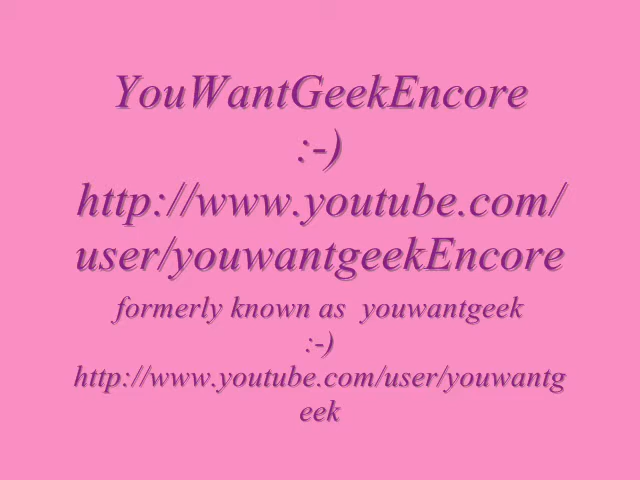 YouWantGeekEncore
:-)
http://www.youtube.com/
user/youwantgeekEncore
formerly known as  youwantgeek
:-)
http://www.youtube.com/user/youwantg
eek